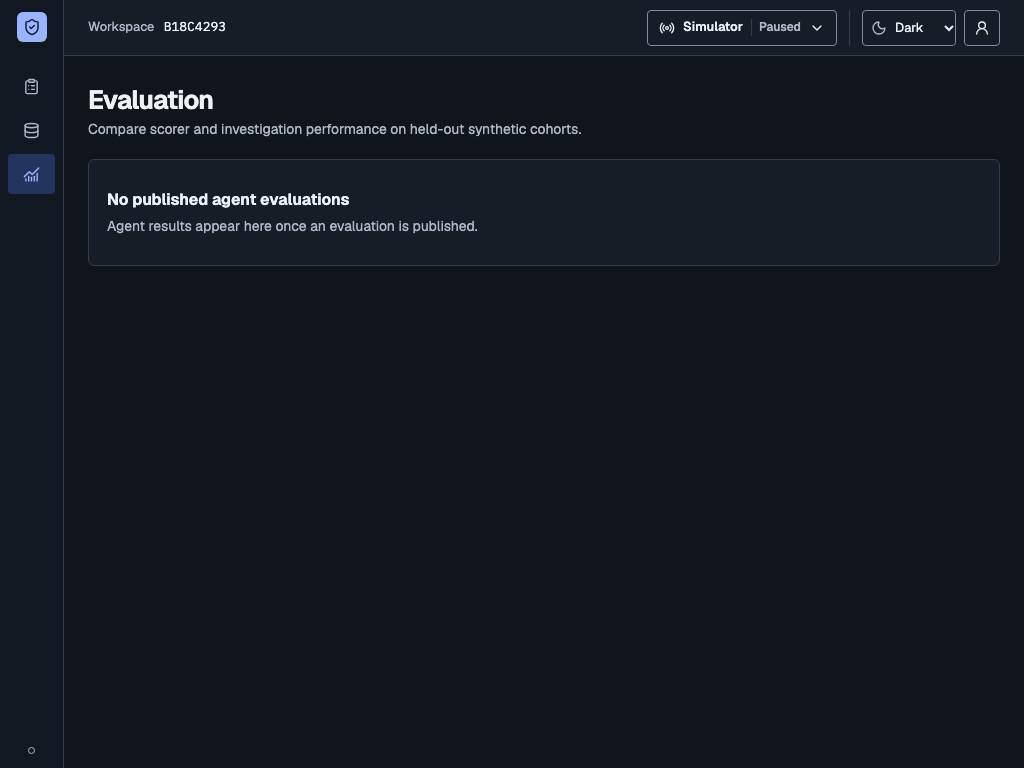 Workspace B18C4293
Simulator Paused
Dark
Evaluation
Compare scorer and investigation performance on held-out synthetic cohorts.
No published agent evaluations
Agent results appear here once an evaluation is published.